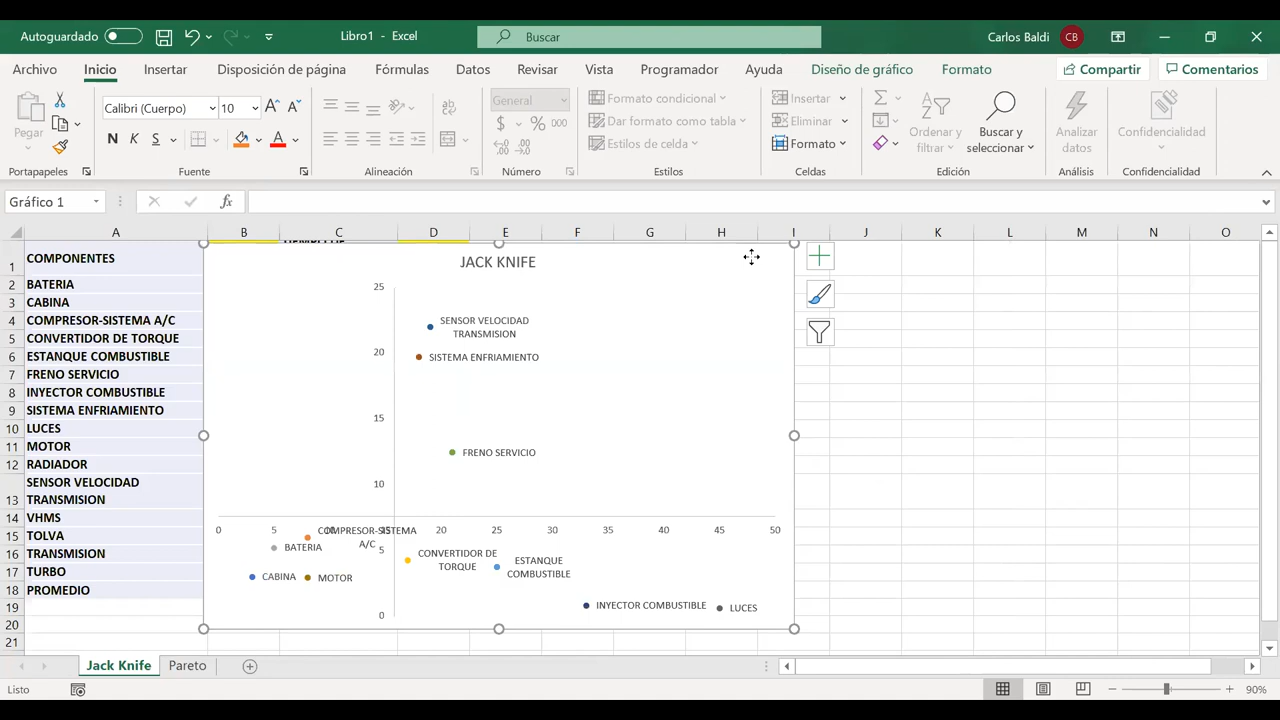 Autoguardado
Libro1 - Excel
Buscar
Carlos Baldi
CB
Archivo Inicio Insertar Disposición de página Fórmulas Datos Revisar Vista Programador Ayuda Diseño de gráfico Formato
Compartir
Comentarios
Pegar
Calibri (Cuerpo) 10
N K S
General
$ % 000
Formato condicional
Dar formato como tabla
Estilos de celda
Insertar
Eliminar
Formato
Ordenar y filtrar
Buscar y seleccionar
Analizar datos
Confidencialidad
Portapapeles Fuente Alineación Número Estilos Celdas Edición Análisis Confidencialidad
Gráfico 1
fx
A B C D E F G H I J K L M N O
1 COMPONENTES
2 BATERIA
3 CABINA
4 COMPRESOR-SISTEMA A/C
5 CONVERTIDOR DE TORQUE
6 ESTANQUE COMBUSTIBLE
7 FRENO SERVICIO
8 INYECTOR COMBUSTIBLE
9 SISTEMA ENFRIAMIENTO
10 LUCES
11 MOTOR
12 RADIADOR
SENSOR VELOCIDAD
13 TRANSMISION
14 VHMS
15 TOLVA
16 TRANSMISION
17 TURBO
18 PROMEDIO
19
20
21
JACK KNIFE
25
SENSOR VELOCIDAD
TRANSMISION
20
SISTEMA ENFRIAMIENTO
15
FRENO SERVICIO
10
0 5 10 15 20 25 30 35 40 45 50
COMPRESOR-SISTEMA
A/C
5
BATERIA
CONVERTIDOR DE
TORQUE
ESTANQUE
COMBUSTIBLE
CABINA
MOTOR
INYECTOR COMBUSTIBLE
LUCES
0
Jack Knife Pareto
Listo
90%